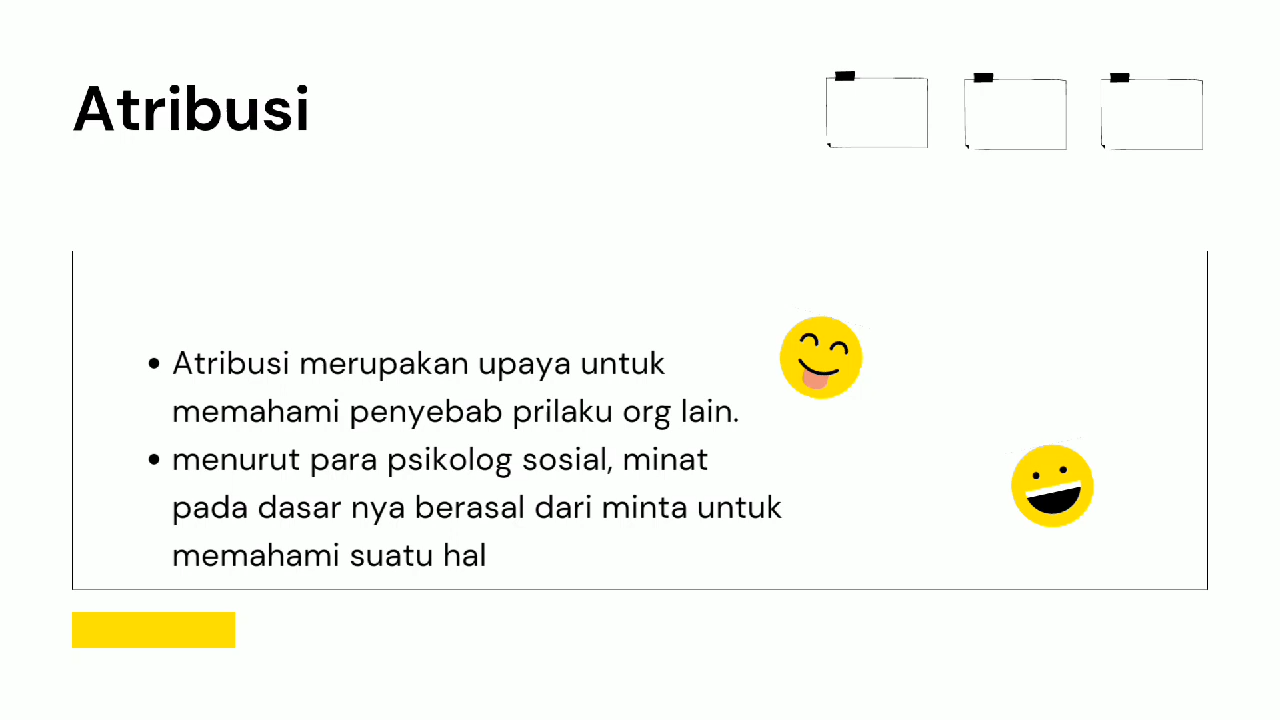 Atribusi
• Atribusi merupakan upaya untuk
memahami penyebab prilaku org lain.
• menurut para psikolog sosial, minat
pada dasar nya berasal dari minta untuk
memahami suatu hal